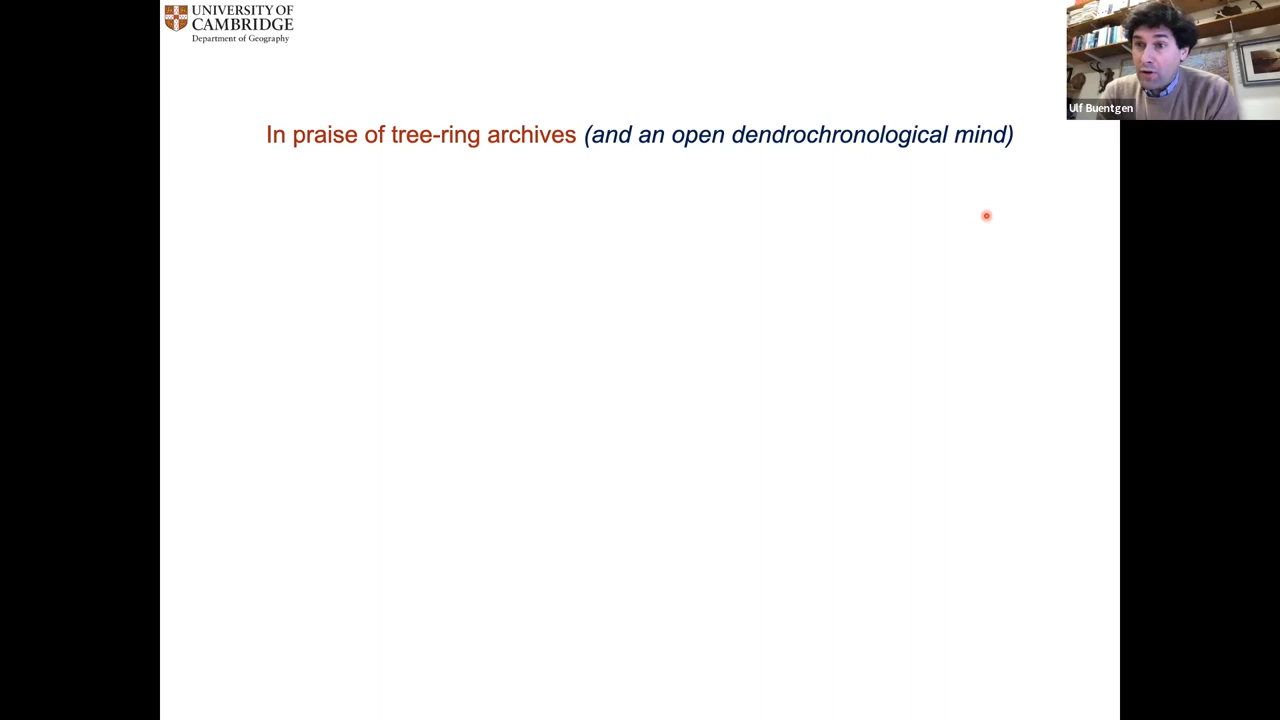 UNIVERSITY OF
CAMBRIDGE
Department of Geography
Ulf Buentgen
In praise of tree-ring archives (and an open dendrochronological mind)